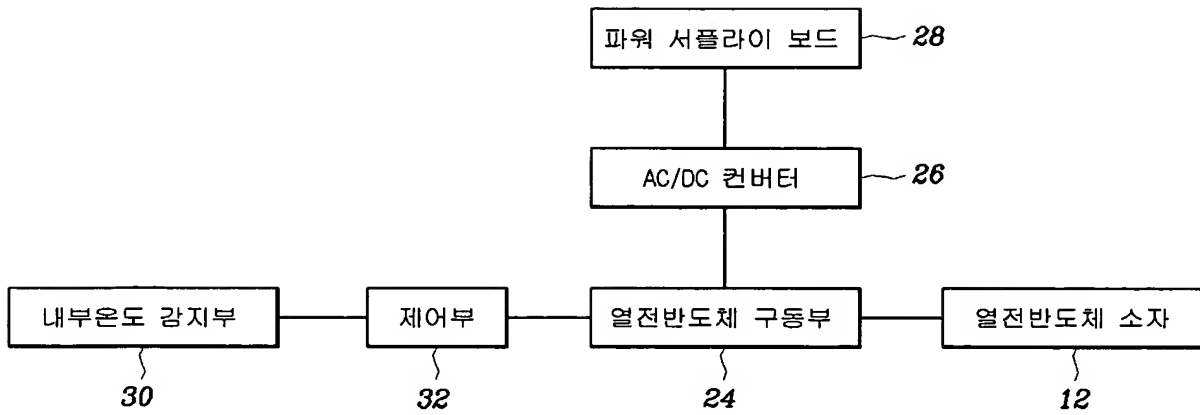 파워 서플라이 보드
28
AC/DC 컨버터
26
내부온도 감지부
제어부
열전반도체 구동부
열전반도체 소자
30
32
24
12